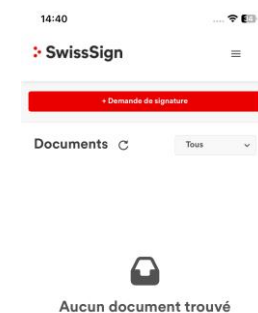 14:40
SwissSign
+ Demande de signature
Documents
Tous
Aucun document trouvé